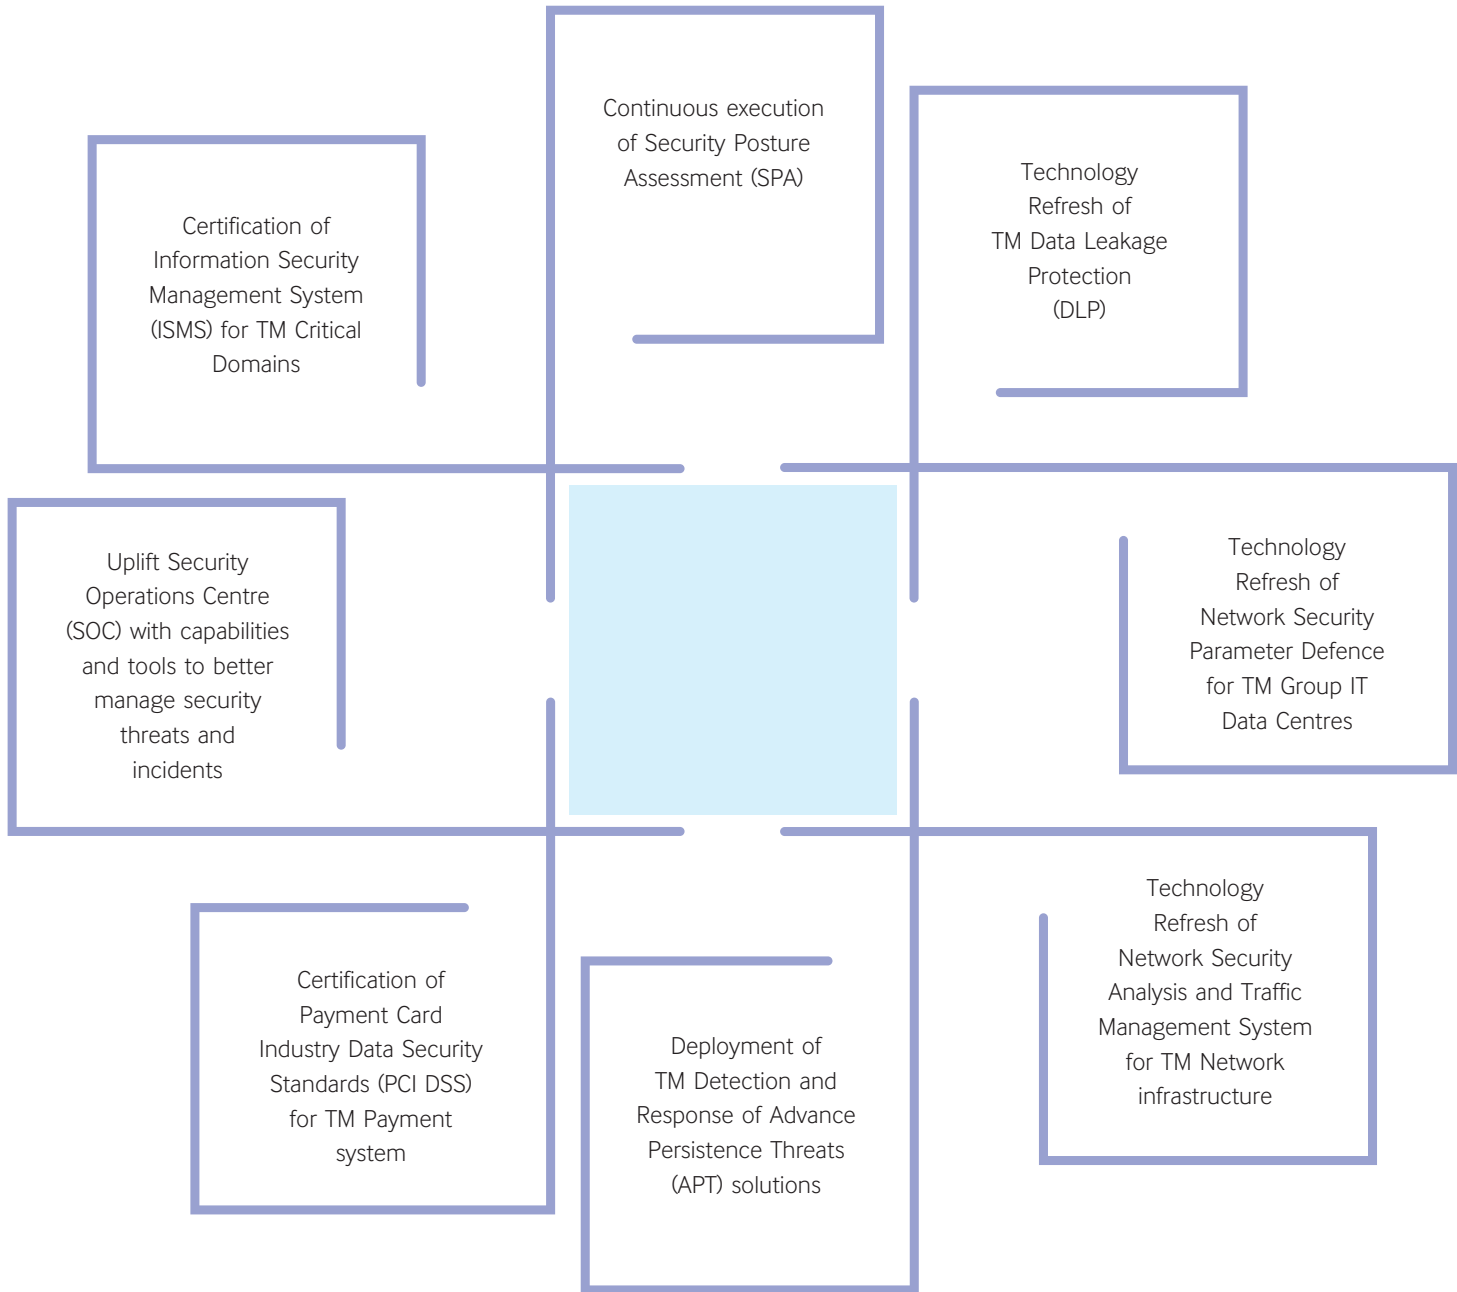 Continuous execution
of Security Posture
Assessment (SPA)
Technology
Refresh of
TM Data Leakage
Protection
(DLP)
Certification of
Information Security
Management System
(ISMS) for TM Critical
Domains
Technology
Refresh of
Network Security
Parameter Defence
for TM Group IT
Data Centres
Uplift Security
Operations Centre
(SOC) with capabilities
and tools to better
manage security
threats and
incidents
Technology
Refresh of
Network Security
Analysis and Traffic
Management System
for TM Network
infrastructure
Certification of
Payment Card
Industry Data Security
Standards (PCI DSS)
for TM Payment
system
Deployment of
TM Detection and
Response of Advance
Persistence Threats
(APT) solutions